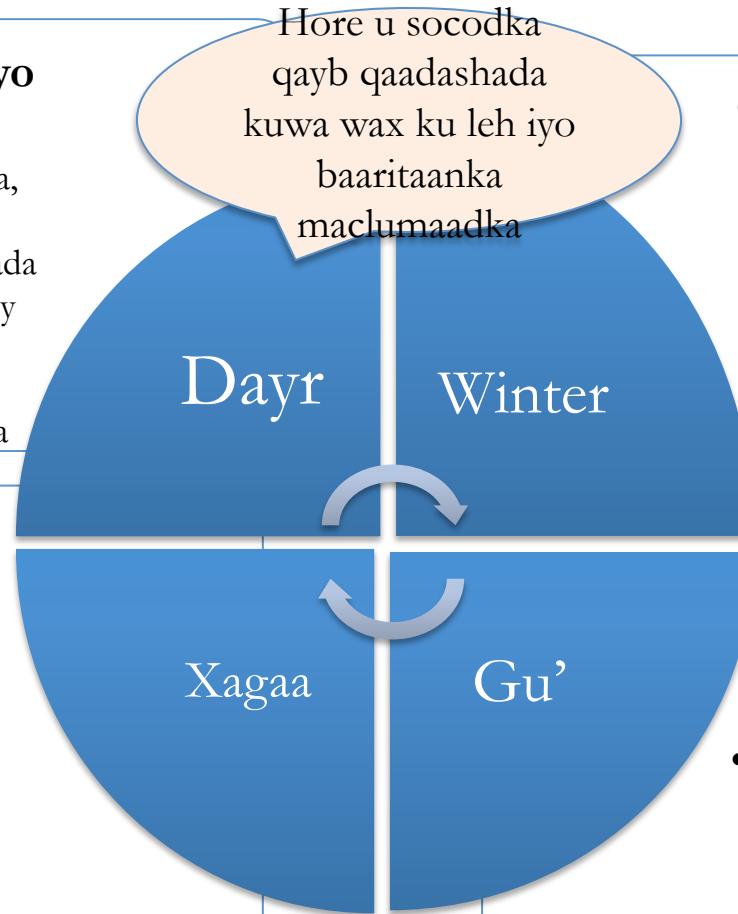 Hore u socodka
qayb qaadashada
kuwa wax ku leh iyo
baaritaanka
maclumaadka
Dayr
Winter
Xagaa
Gu’